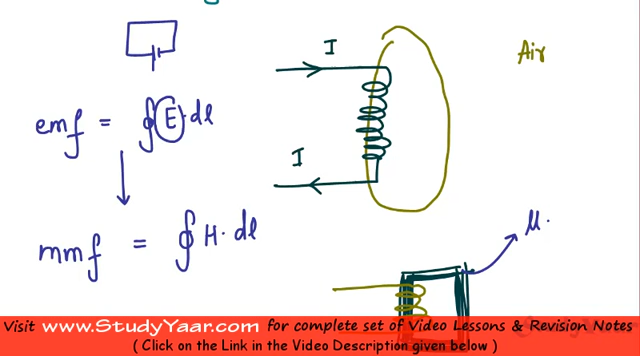 I
Air
emf = ∮E·dl
I
mmf = ∮H·dl
μ.
Visit www.StudyYaar.com for complete set of Video Lessons & Revision Notes
( Click on the Link in the Video Description given below )